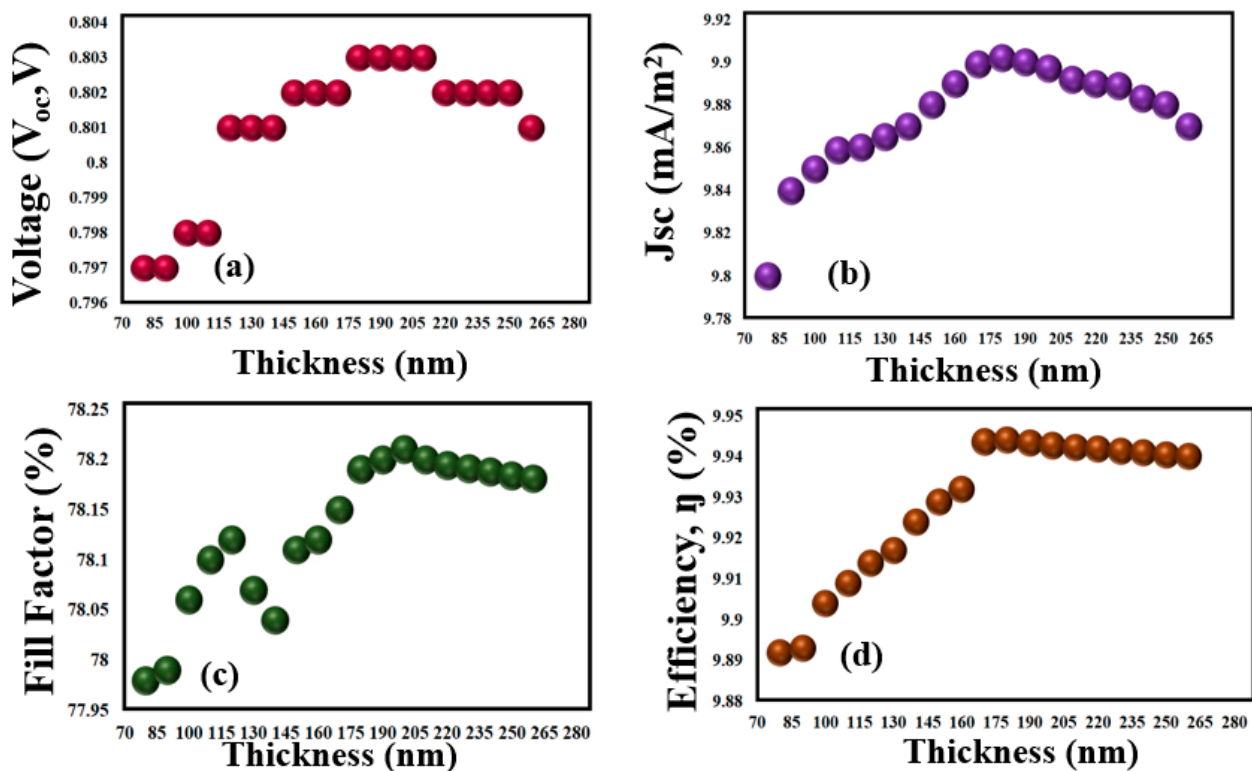 0.804
0.803
0.802
0.801
0.8
0.799
0.798
0.797
0.796
Voltage (Voc, V)
(a)
70 85 100 115 130 145 160 175 190 205 220 235 250 265 280
Thickness (nm)
9.92
9.9
9.88
9.86
9.84
9.82
9.8
9.78
Jsc (mA/m²)
(b)
70 85 100 115 130 145 160 175 190 205 220 235 250 265
Thickness (nm)
78.25
78.2
78.15
78.1
78.05
78
77.95
Fill Factor (%)
(c)
70 85 100 115 130 145 160 175 190 205 220 235 250 265 280
Thickness (nm)
9.95
9.94
9.93
9.92
9.91
9.9
9.89
9.88
Efficiency, ŋ (%)
(d)
70 85 100 115 130 145 160 175 190 205 220 235 250 265 280
Thickness (nm)